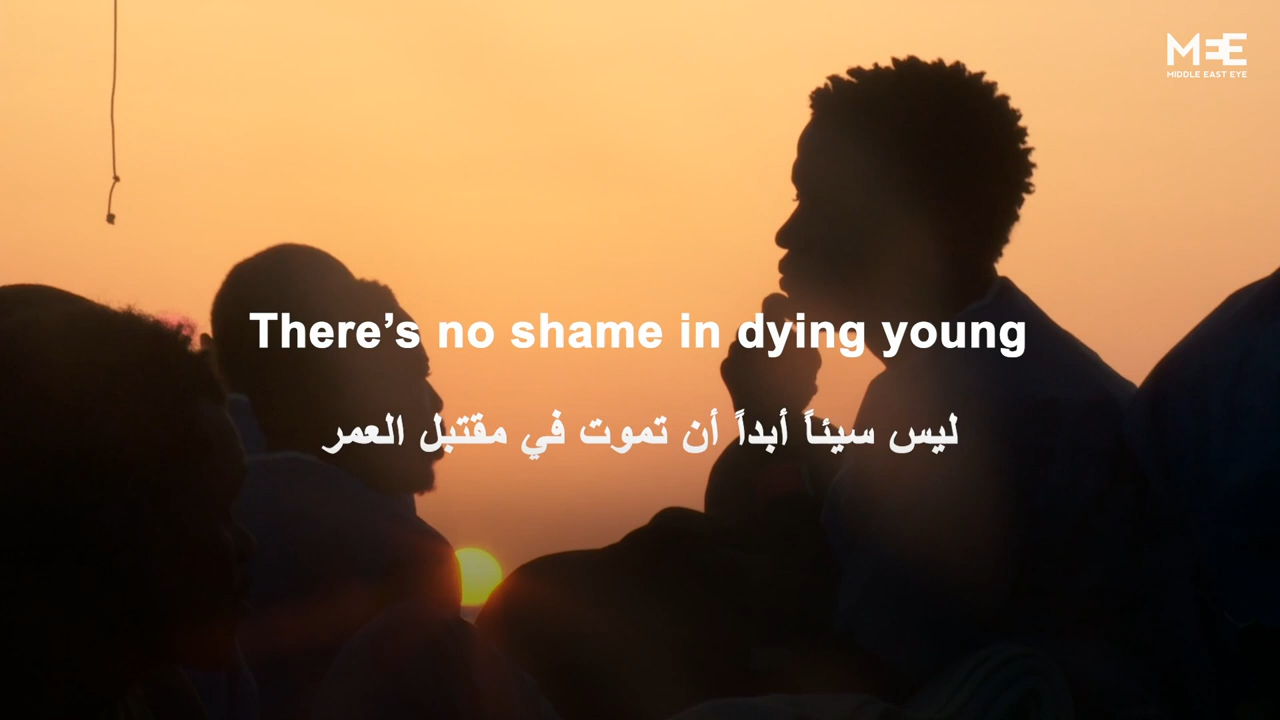 MEE
MIDDLE EAST EYE
There’s no shame in dying young
ليس سيئاً أبداً أن تموت في مقتبل العمر